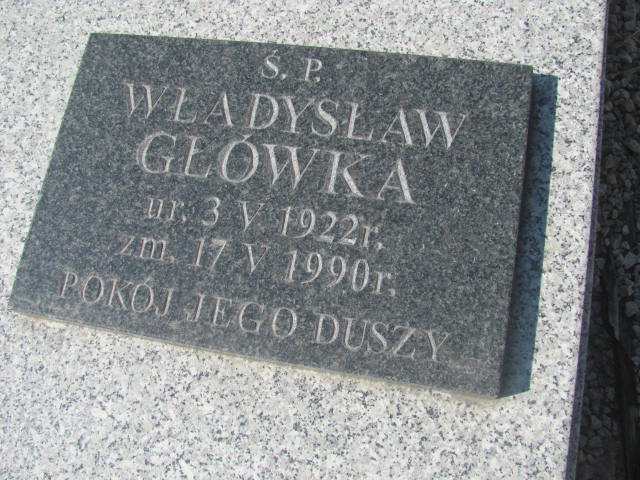 Ś. P.
WŁADYSŁAW
GŁÓWKA
ur. 3 V 1922r.
zm. 17 V 1990r.
POKÓJ JEGO DUSZY